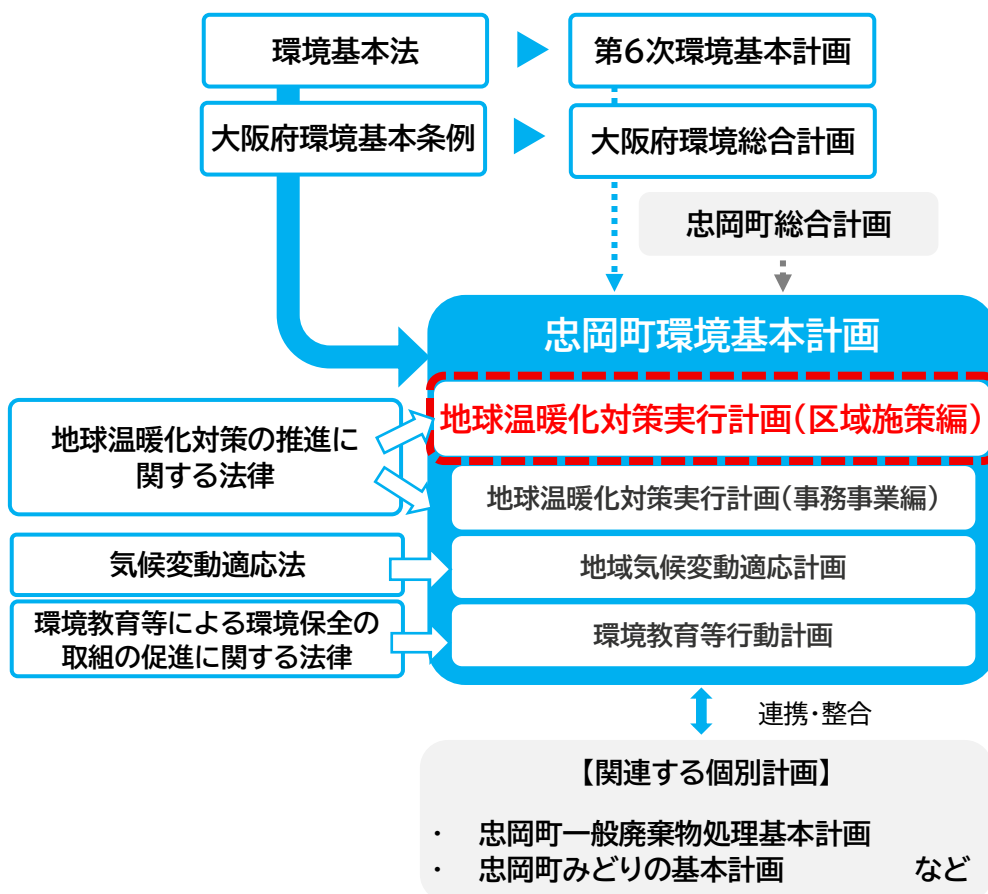 環境基本法
第6次環境基本計画
大阪府環境基本条例
大阪府環境総合計画
忠岡町総合計画
忠岡町環境基本計画
地球温暖化対策実行計画(区域施策編)
地球温暖化対策の推進に
関する法律
地球温暖化対策実行計画(事務事業編)
気候変動適応法
地域気候変動適応計画
環境教育等による環境保全の
取組の促進に関する法律
環境教育等行動計画
連携・整合
【関連する個別計画】
・ 忠岡町一般廃棄物処理基本計画
・ 忠岡町みどりの基本計画 など